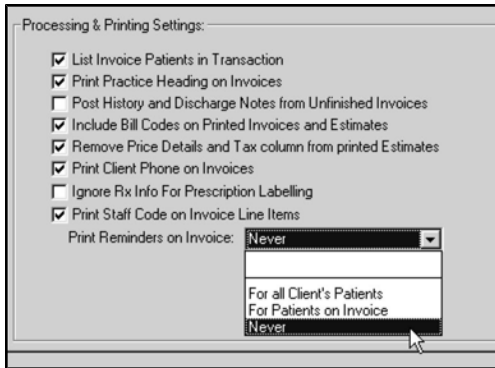 Processing & Printing Settings:
List Invoice Patients in Transaction
Print Practice Heading on Invoices
Post History and Discharge Notes from Unfinished Invoices
Include Bill Codes on Printed Invoices and Estimates
Remove Price Details and Tax column from printed Estimates
Print Client Phone on Invoices
Ignore Rx Info For Prescription Labelling
Print Staff Code on Invoice Line Items
Print Reminders on Invoice: Never
For all Client's Patients
For Patients on Invoice
Never